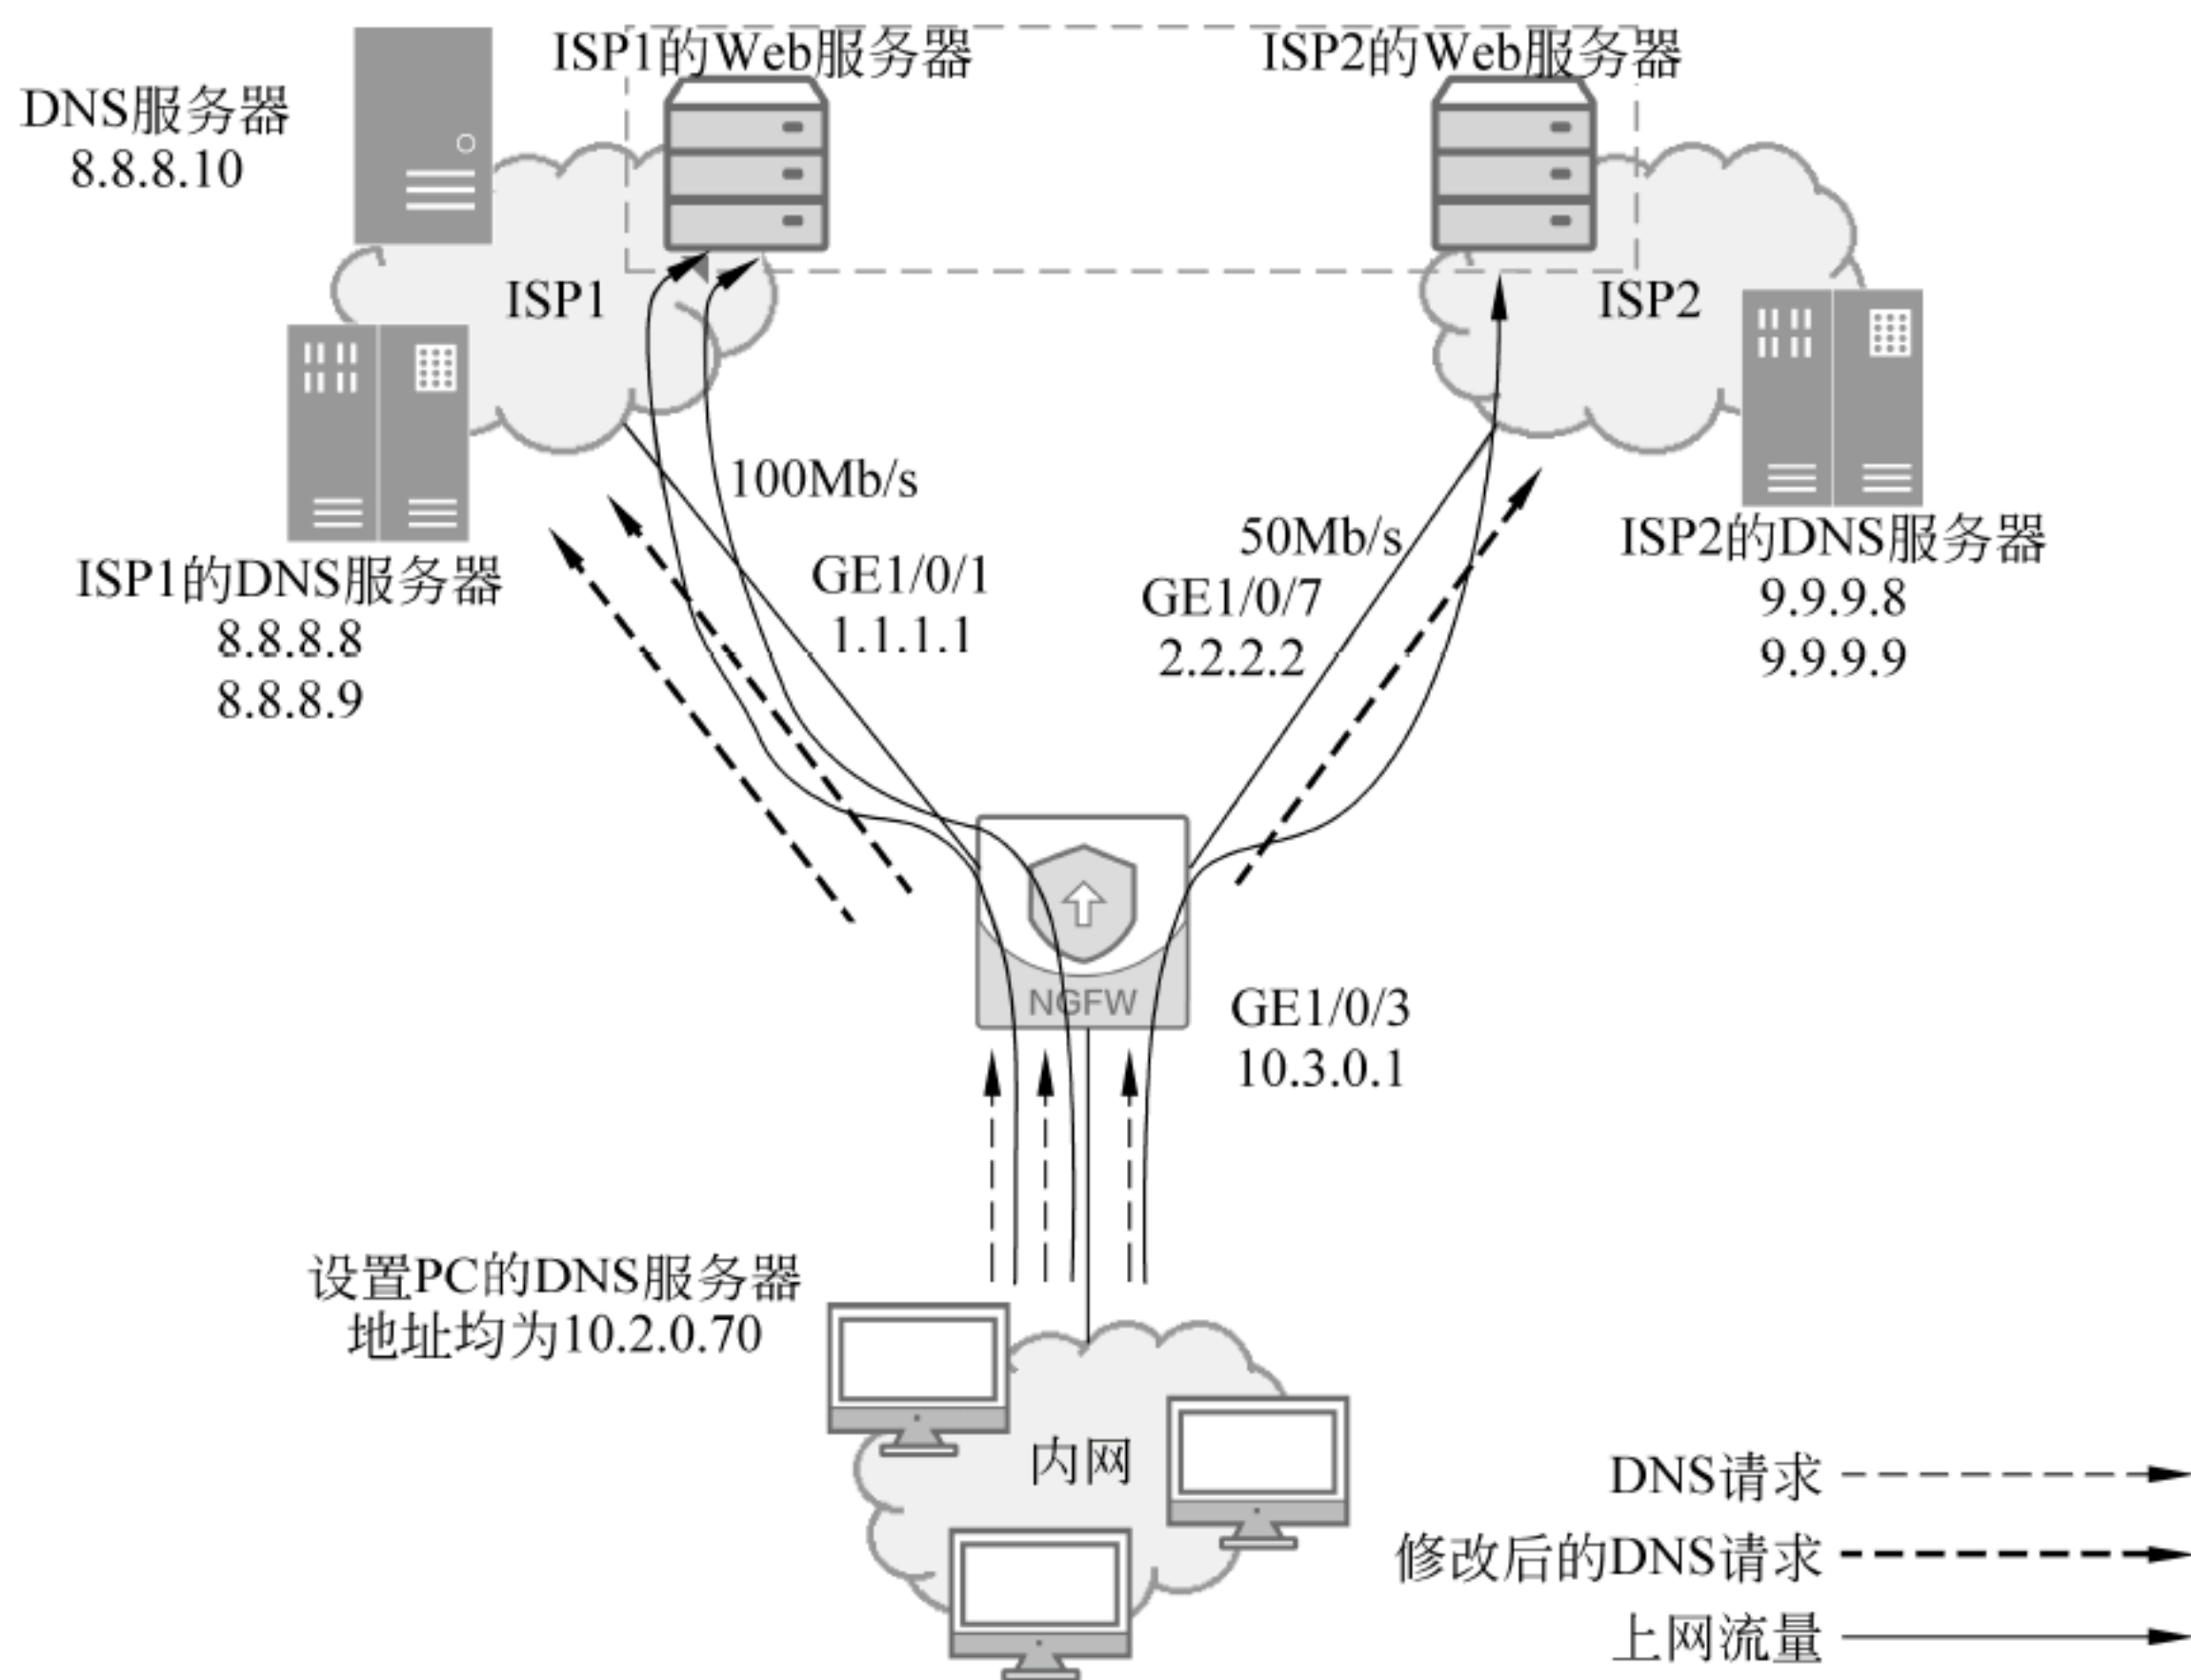 ISP1的Web服务器
ISP2的Web服务器
DNS服务器
8.8.8.10
ISP1
ISP2
100Mb/s
50Mb/s
ISP1的DNS服务器
8.8.8.8
8.8.8.9
GE1/0/1
1.1.1.1
GE1/0/7
2.2.2.2
ISP2的DNS服务器
9.9.9.8
9.9.9.9
NGFW
GE1/0/3
10.3.0.1
设置PC的DNS服务器
地址均为10.2.0.70
内网
DNS请求
修改后的DNS请求
上网流量